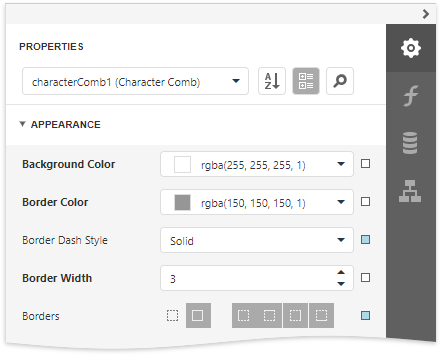 PROPERTIES
characterComb1 (Character Comb)
A
Z
APPEARANCE
Background Color
rgba(255, 255, 255, 1)
Border Color
rgba(150, 150, 150, 1)
Border Dash Style
Solid
Border Width
3
Borders